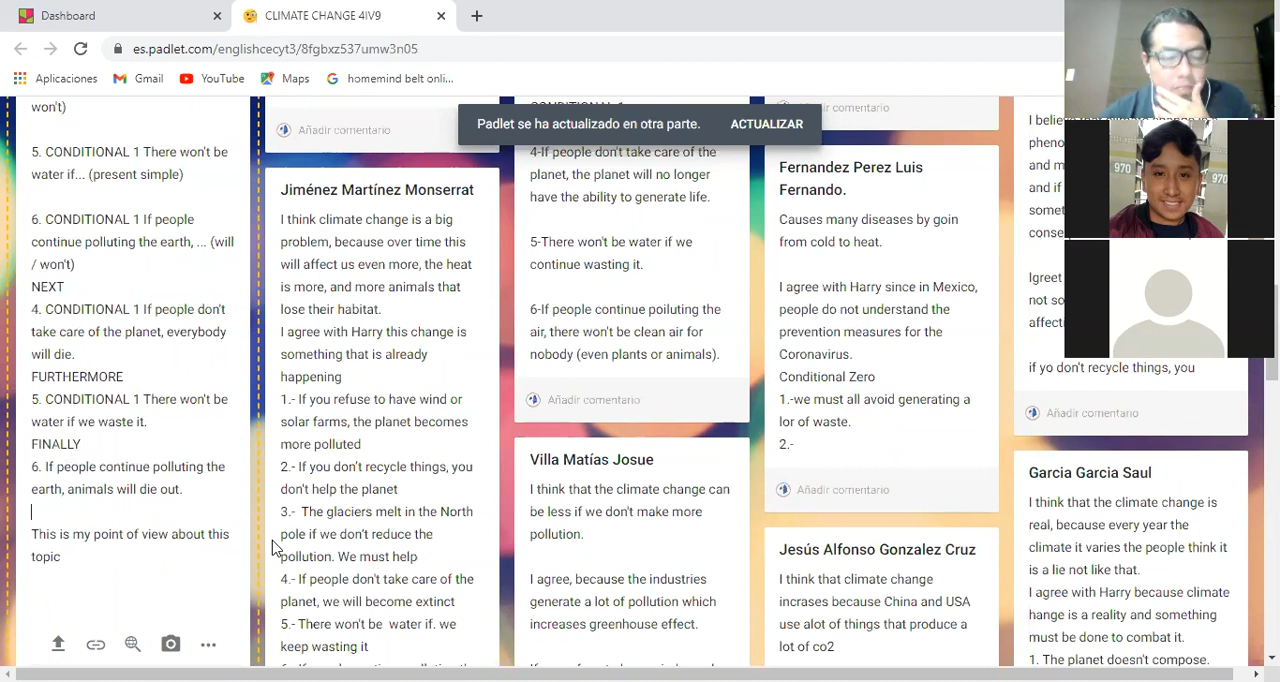 Dashboard
CLIMATE CHANGE 4IV9
es.padlet.com/englishcecyt3/8fgbxz537umw3n05
Aplicaciones
Gmail
YouTube
Maps
homemind belt onli...
Padlet se ha actualizado en otra parte.
ACTUALIZAR
won't)
5. CONDITIONAL 1 There won't be
water if... (present simple)
6. CONDITIONAL 1 If people
continue polluting the earth, ... (will
/ won't)
NEXT
4. CONDITIONAL 1 If people don't
take care of the planet, everybody
will die.
FURTHERMORE
5. CONDITIONAL 1 There won't be
water if we waste it.
FINALLY
6. If people continue polluting the
earth, animals will die out.
This is my point of view about this
topic
Añadir comentario
Jiménez Martínez Monserrat
I think climate change is a big
problem, because over time this
will affect us even more, the heat
is more, and more animals that
lose their habitat.
I agree with Harry this change is
something that is already
happening
1.- If you refuse to have wind or
solar farms, the planet becomes
more polluted
2.- If you don't recycle things, you
don't help the planet
3.-  The glaciers melt in the North
pole if we don't reduce the
pollution. We must help
4.- If people don't take care of the
planet, we will become extinct
5.- There won't be  water if. we
keep wasting it
4-If people don't take care of the
planet, the planet will no longer
have the ability to generate life.
5-There won't be water if we
continue wasting it.
6-If people continue poiluting the
air, there won't be clean air for
nobody (even plants or animals).
Añadir comentario
Villa Matías Josue
I think that the climate change can
be less if we don't make more
pollution.
I agree, because the industries
generate a lot of pollution which
increases greenhouse effect.
Añadir comentario
Fernandez Perez Luis
Fernando.
Causes many diseases by goin
from cold to heat.
I agree with Harry since in Mexico,
people do not understand the
prevention measures for the
Coronavirus.
Conditional Zero
1.-we must all avoid generating a
lor of waste.
2.-
Añadir comentario
Jesús Alfonso Gonzalez Cruz
I think that climate change
incrases because China and USA
use alot of things that produce a
lot of co2
I believe
pheno
and m
and if
some
conse
Igreet
not so
affecti
if yo don't recycle things, you
Añadir comentario
Garcia Garcia Saul
I think that the climate change is
real, because every year the
climate it varies the people think it
is a lie not like that.
I agree with Harry because climate
hange is a reality and something
must be done to combat it.
1. The planet doesn't compose.
970
970